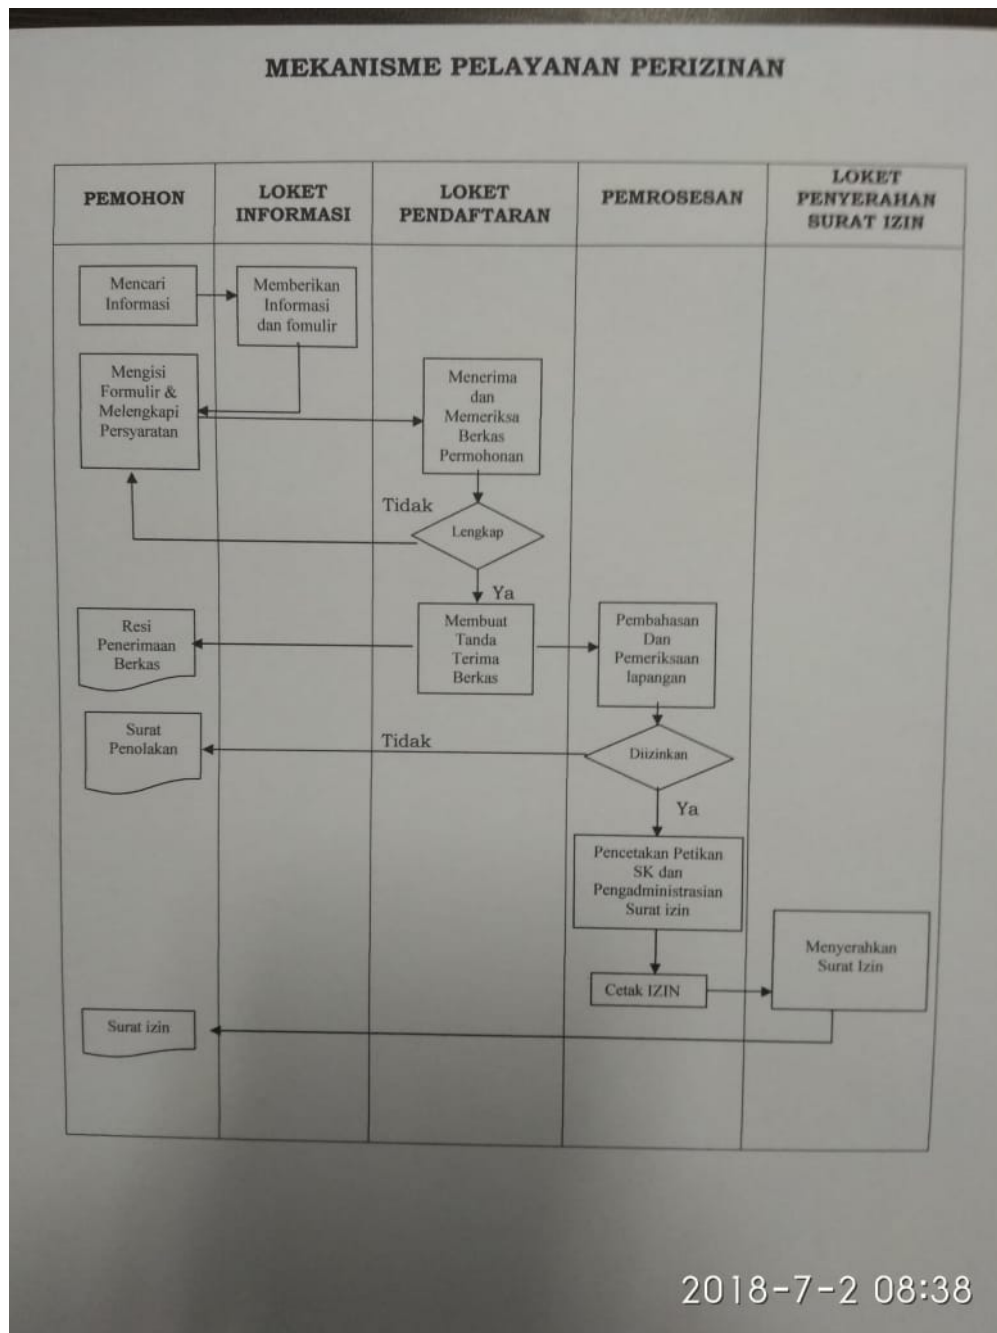 MEKANISME PELAYANAN PERIZINAN
PEMOHON
LOKET
INFORMASI
LOKET
PENDAFTARAN
PEMROSESAN
LOKET
PENYERAHAN
SURAT IZIN
Mencari
Informasi
Memberikan
Informasi
dan fomulir
Mengisi
Formulir &
Melengkapi
Persyaratan
Menerima
dan
Memeriksa
Berkas
Permohonan
Tidak
Lengkap
Ya
Resi
Penerimaan
Berkas
Membuat
Tanda
Terima
Berkas
Pembahasan
Dan
Pemeriksaan
lapangan
Surat
Penolakan
Tidak
Diizinkan
Ya
Pencetakan Petikan
SK dan
Pengadministrasian
Surat izin
Menyerahkan
Surat Izin
Cetak IZIN
Surat izin
2018-7-2 08:38